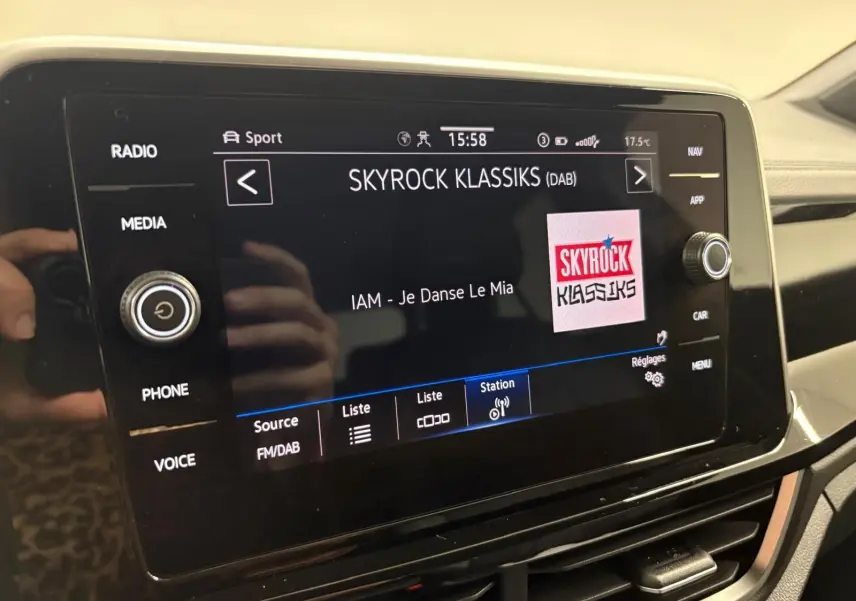 RADIO
MEDIA
PHONE
VOICE
Sport
15:58
3
17.5°C
< SKYROCK KLASSIKS (DAB) >
IAM - Je Danse Le Mia
SKYROCK
KLASSIKS
Réglages
Source
FM/DAB
Liste
Liste
Station
NAV
APP
CAR
MENU